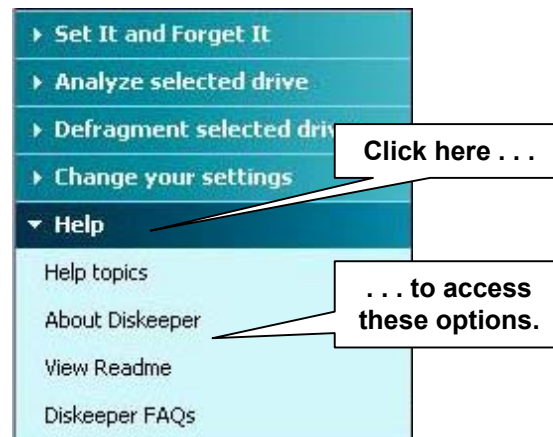 Set It and Forget It
Analyze selected drive
Defragment selected driv
Click here . . .
Change your settings
Help
Help topics
. . . to access
these options.
About Diskeeper
View Readme
Diskeeper FAQs